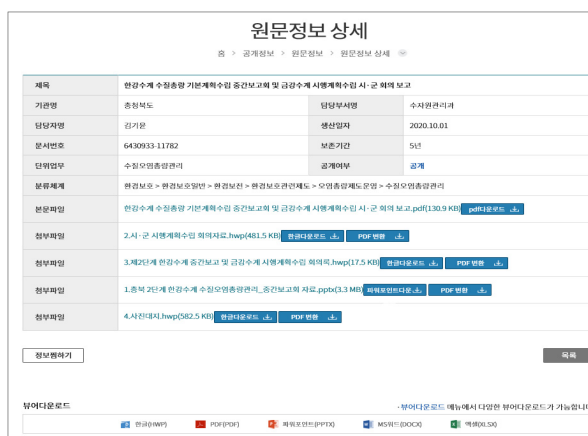 원문정보 상세
홈 > 공개정보 > 원문정보 > 원문정보 상세
제목 한강수계 수질총량 기본계획수립 중간보고회 및 금강수계 시행계획수립 시·군 회의 보고
기관명 충청북도 담당부서명 수자원관리과
담당자명 김기윤 생산일자 2020.10.01
문서번호 6430933-11782 보존기간 5년
단위업무 수질오염총량관리 공개여부 공개
분류체계 환경보호 > 환경보호일반 > 환경보전 > 환경보호관련제도 > 오염총량제도운영 > 수질오염총량관리
본문파일 한강수계 수질총량 기본계획수립 중간보고회 및 금강수계 시행계획수립 시·군 회의 보고.pdf(130.9 KB) pdf다운로드
첨부파일 2.시·군 시행계획수립 회의자료.hwp(481.5 KB) 한글다운로드 PDF 변환
첨부파일 3.제2단계 한강수계 중간보고 및 금강수계 시행계획수립 회의록.hwp(17.5 KB) 한글다운로드 PDF 변환
첨부파일 1.충북 2단계 한강수계 수질오염총량관리_중간보고회 자료.pptx(3.3 MB) 파워포인트다운 PDF 변환
첨부파일 4.사진대지.hwp(582.5 KB) 한글다운로드 PDF 변환
정보찜하기 목록
뷰어다운로드 ·뷰어다운로드 메뉴에서 다양한 뷰어다운로드가 가능합니
한글(HWP) PDF(PDF) 파워포인트(PPTX) MS워드(DOCX) 엑셀(XLSX)